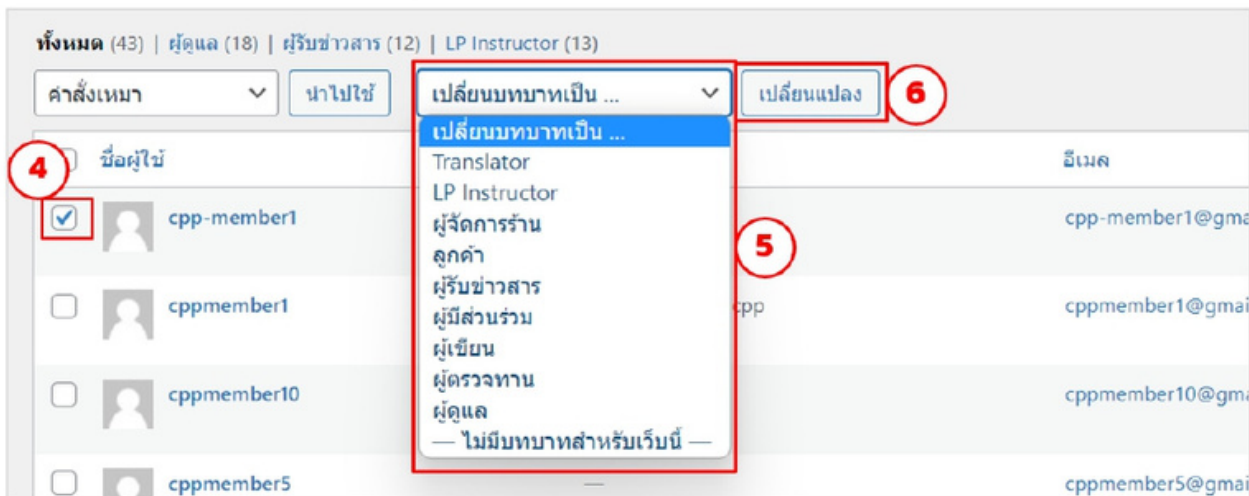 ทั้งหมด (43) | ผู้ดูแล (18) | ผู้รับข่าวสาร (12) | LP Instructor (13)
คำสั่งเหมา นำไปใช้ เปลี่ยนบทบาทเป็น ... เปลี่ยนแปลง 6
เปลี่ยนบทบาทเป็น ...
4 ชื่อผู้ใช้ อีเมล
Translator
LP Instructor
cpp-member1 cpp-member1@gma
ผู้จัดการร้าน
ลูกค้า
5
ผู้รับข่าวสาร
cppmember1 cpp cppmember1@gmai
ผู้มีส่วนร่วม
ผู้เขียน
ผู้ตรวจทาน
cppmember10 cppmember10@gma
ผู้ดูแล
— ไม่มีบทบาทสำหรับเว็บนี้ —
cppmember5 — cppmember5@gmai